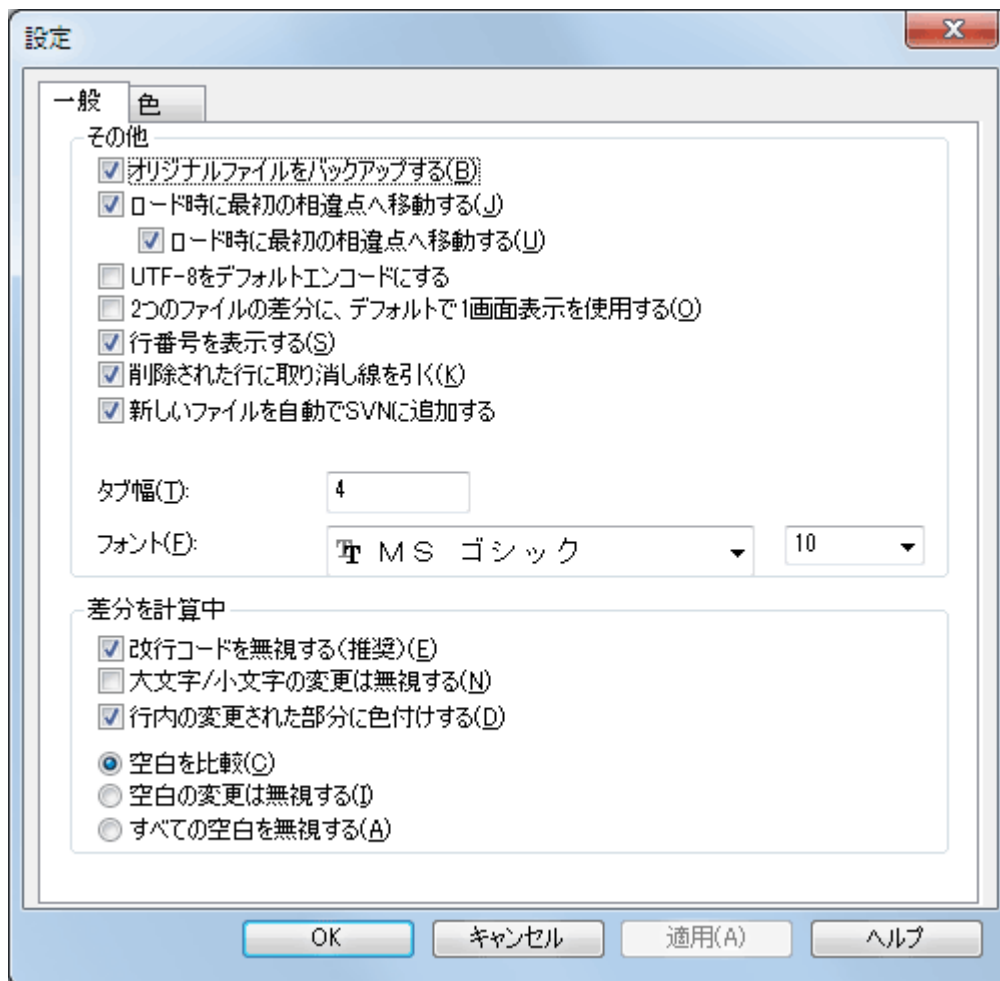 設定
一般 色
その他
オリジナルファイルをバックアップする(B)
ロード時に最初の相違点へ移動する(J)
ロード時に最初の相違点へ移動する(U)
UTF-8をデフォルトエンコードにする
2つのファイルの差分に、デフォルトで1画面表示を使用する(O)
行番号を表示する(S)
削除された行に取り消し線を引く(K)
新しいファイルを自動でSVNに追加する
タブ幅(T): 4
フォント(F): MS ゴシック 10
差分を計算中
改行コードを無視する(推奨)(E)
大文字/小文字の変更は無視する(N)
行内の変更された部分に色付けする(D)
空白を比較(C)
空白の変更は無視する(I)
すべての空白を無視する(A)
OK キャンセル 適用(A) ヘルプ